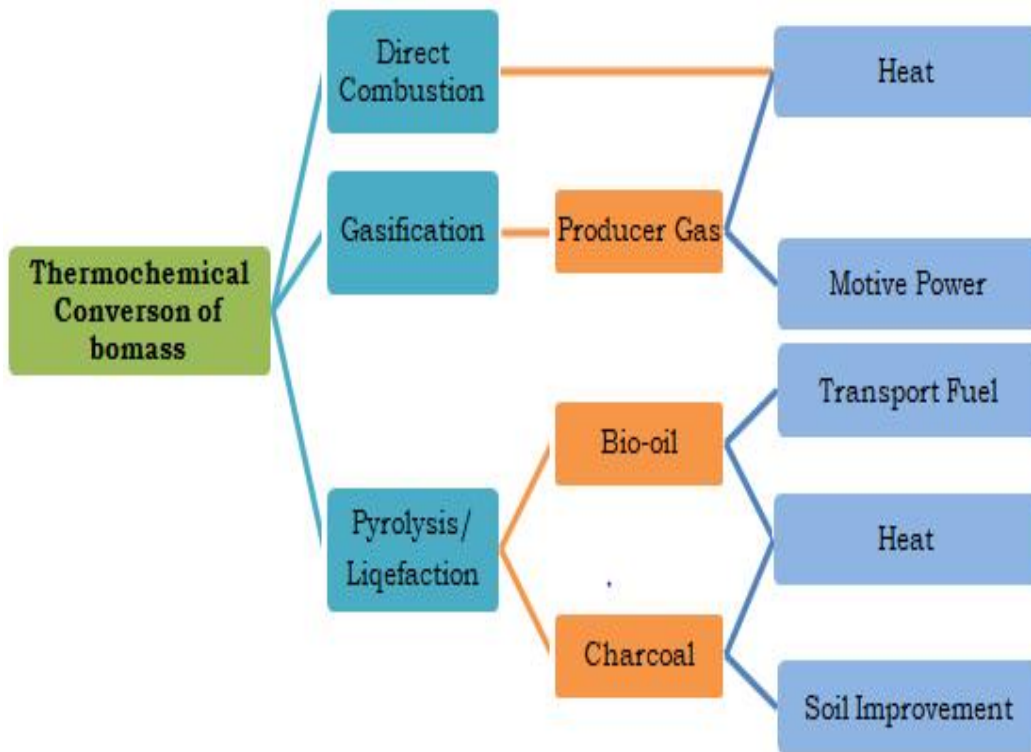 Direct
Combustion
Heat
Gasification
Producer Gas
Thermochemical
Converson of
bomass
Motive Power
Transport Fuel
Bio-oil
Pyrolysis/
Liqefaction
Heat
Charcoal
Soil Improvement